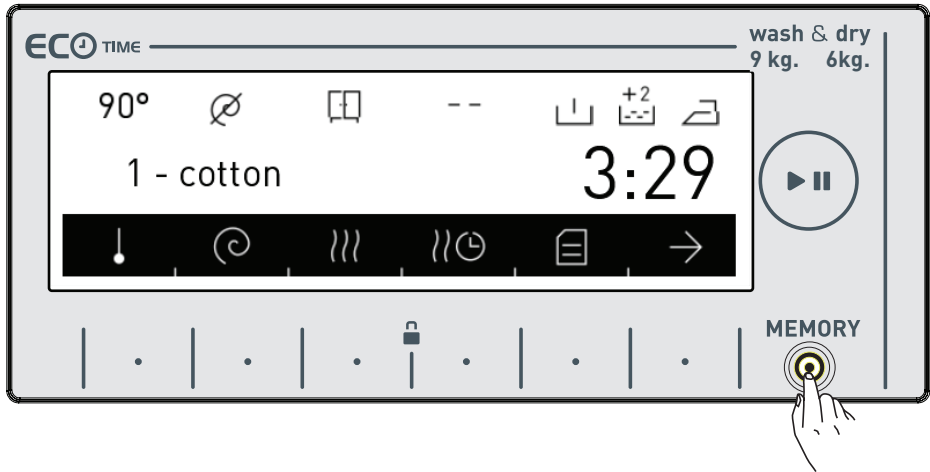 ECO TIME
wash & dry
9 kg. 6kg.
90° - - +2
1 - cotton 3:29
MEMORY